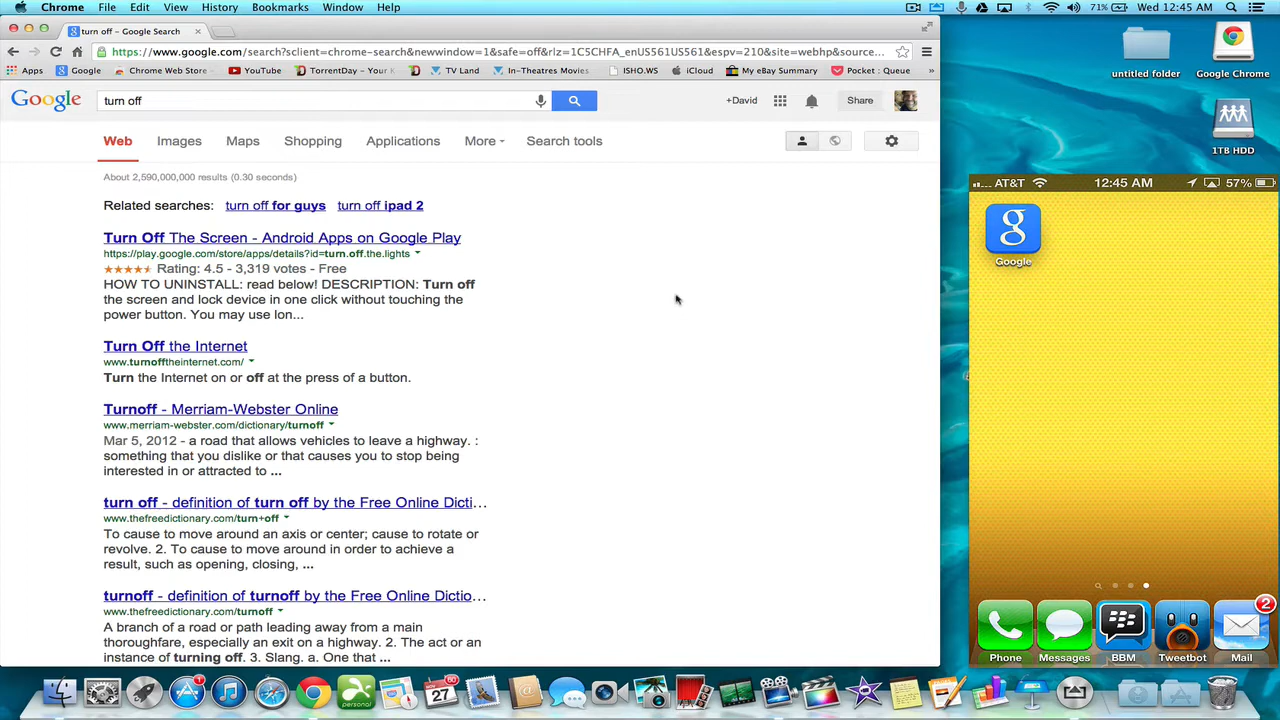 Chrome File Edit View History Bookmarks Window Help
71% Wed 12:45 AM
turn off - Google Search
https://www.google.com/search?sclient=chrome-search&newwindow=1&safe=off&rlz=1C5CHFA_enUS561US561&espv=210&site=webhp&source...
Apps Google Chrome Web Store YouTube TorrentDay - Your TV Land In-Theatres Movies ISHO.WS iCloud My eBay Summary Pocket : Queue »
Google turn off +David Share
Web Images Maps Shopping Applications More Search tools
About 2,590,000,000 results (0.30 seconds)
Related searches: turn off for guys turn off ipad 2
Turn Off The Screen - Android Apps on Google Play
https://play.google.com/store/apps/details?id=turn.off.the.lights
Rating: 4.5 - 3,319 votes - Free
HOW TO UNINSTALL: read below! DESCRIPTION: Turn off
the screen and lock device in one click without touching the
power button. You may use lon...
Turn Off the Internet
www.turnofftheinternet.com/
Turn the Internet on or off at the press of a button.
Turnoff - Merriam-Webster Online
www.merriam-webster.com/dictionary/turnoff
Mar 5, 2012 - a road that allows vehicles to leave a highway. :
something that you dislike or that causes you to stop being
interested in or attracted to ...
turn off - definition of turn off by the Free Online Dicti...
www.thefreedictionary.com/turn+off
To cause to move around an axis or center; cause to rotate or
revolve. 2. To cause to move around in order to achieve a
result, such as opening, closing, ...
turnoff - definition of turnoff by the Free Online Dictio...
www.thefreedictionary.com/turnoff
A branch of a road or path leading away from a main
thoroughfare, especially an exit on a highway. 2. The act or an
instance of turning off. 3. Slang. a. One that ...
untitled folder Google Chrome
1TB HDD
AT&T 12:45 AM 57%
g
Google
2
Phone Messages BBM Tweetbot Mail
1
27
60
personal